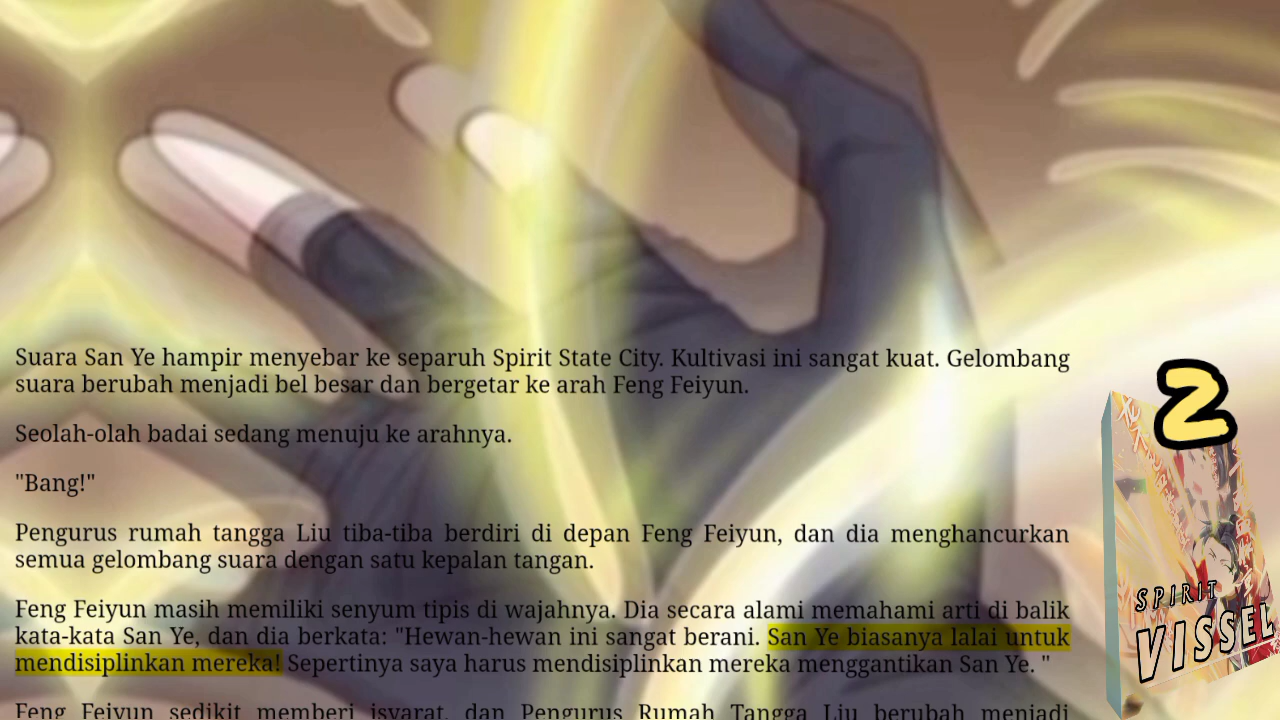 Suara San Ye hampir menyebar ke separuh Spirit State City. Kultivasi ini sangat kuat. Gelombang
suara berubah menjadi bel besar dan bergetar ke arah Feng Feiyun.
Seolah-olah badai sedang menuju ke arahnya.
"Bang!"
Pengurus rumah tangga Liu tiba-tiba berdiri di depan Feng Feiyun, dan dia menghancurkan
semua gelombang suara dengan satu kepalan tangan.
Feng Feiyun masih memiliki senyum tipis di wajahnya. Dia secara alami memahami arti di balik
kata-kata San Ye, dan dia berkata: "Hewan-hewan ini sangat berani. San Ye biasanya lalai untuk
mendisiplinkan mereka! Sepertinya saya harus mendisiplinkan mereka menggantikan San Ye. "
Feng Feiyun sedikit memberi isyarat, dan Pengurus Rumah Tangga Liu berubah menjadi
2
SPIRIT
VISSEL